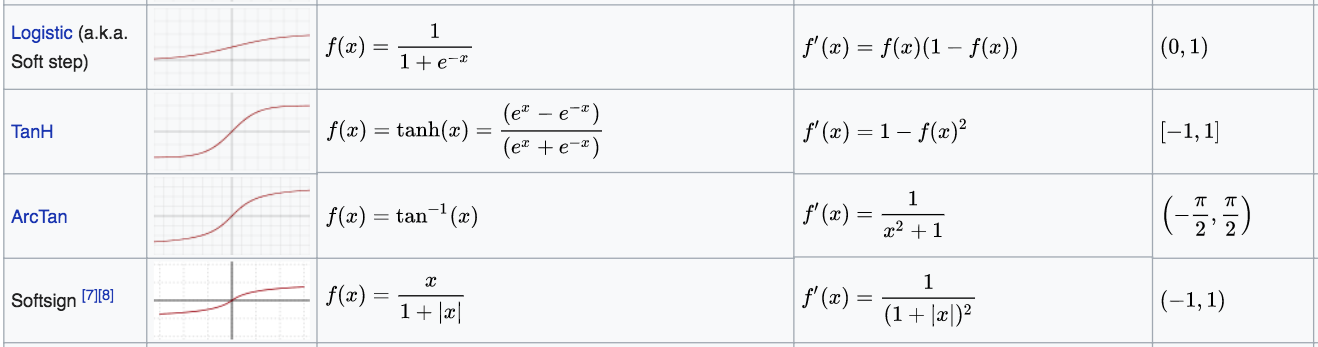 Logistic (a.k.a. Soft step) f(x) = 1 / (1 + e^{-x}) f′(x) = f(x)(1 − f(x)) (0, 1)
TanH f(x) = tanh(x) = (e^x − e^{-x}) / (e^x + e^{-x}) f′(x) = 1 − f(x)^2 [−1, 1]
ArcTan f(x) = tan^{-1}(x) f′(x) = 1 / (x^2 + 1) (−π/2, π/2)
Softsign [7][8] f(x) = x / (1 + |x|) f′(x) = 1 / (1 + |x|)^2 (−1, 1)